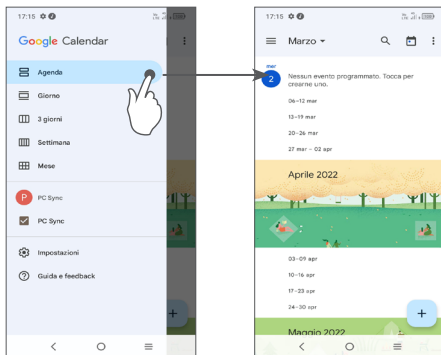 17:15
Google Calendar
Agenda
Giorno
3 giorni
Settimana
Mese
P PC Sync
PC Sync
Impostazioni
Guida e feedback
17:15
Marzo
mer
2
Nessun evento programmato. Tocca per
crearne uno.
06–12 mar
13–19 mar
20–26 mar
27 mar – 02 apr
Aprile 2022
03–09 apr
10–16 apr
17–23 apr
24–30 apr
Maggio 2022